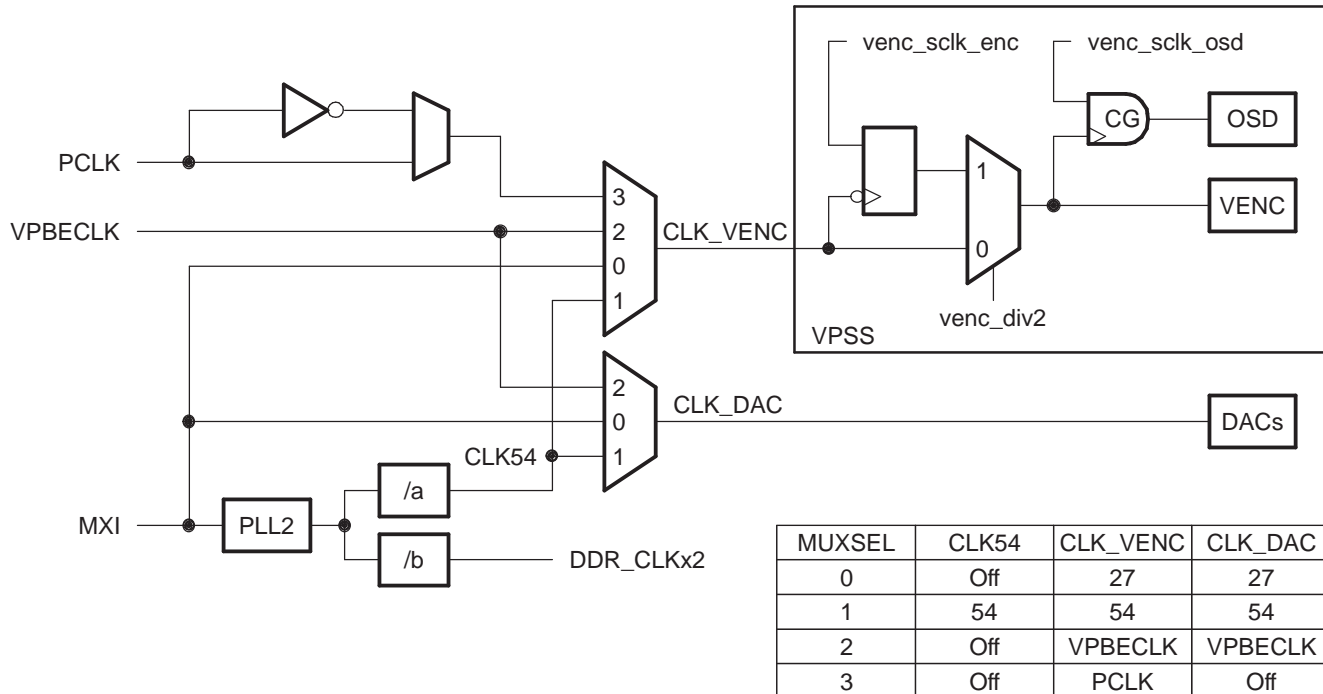 venc_sclk_enc
venc_sclk_osd
CG
OSD
PCLK
1
3
VENC
VPBECLK
2
CLK_VENC
0
0
1
venc_div2
VPSS
2
CLK_DAC
0
DACs
CLK54
1
/a
MXI
PLL2
/b
DDR_CLKx2
MUXSEL CLK54 CLK_VENC CLK_DAC
0 Off 27 27
1 54 54 54
2 Off VPBECLK VPBECLK
3 Off PCLK Off